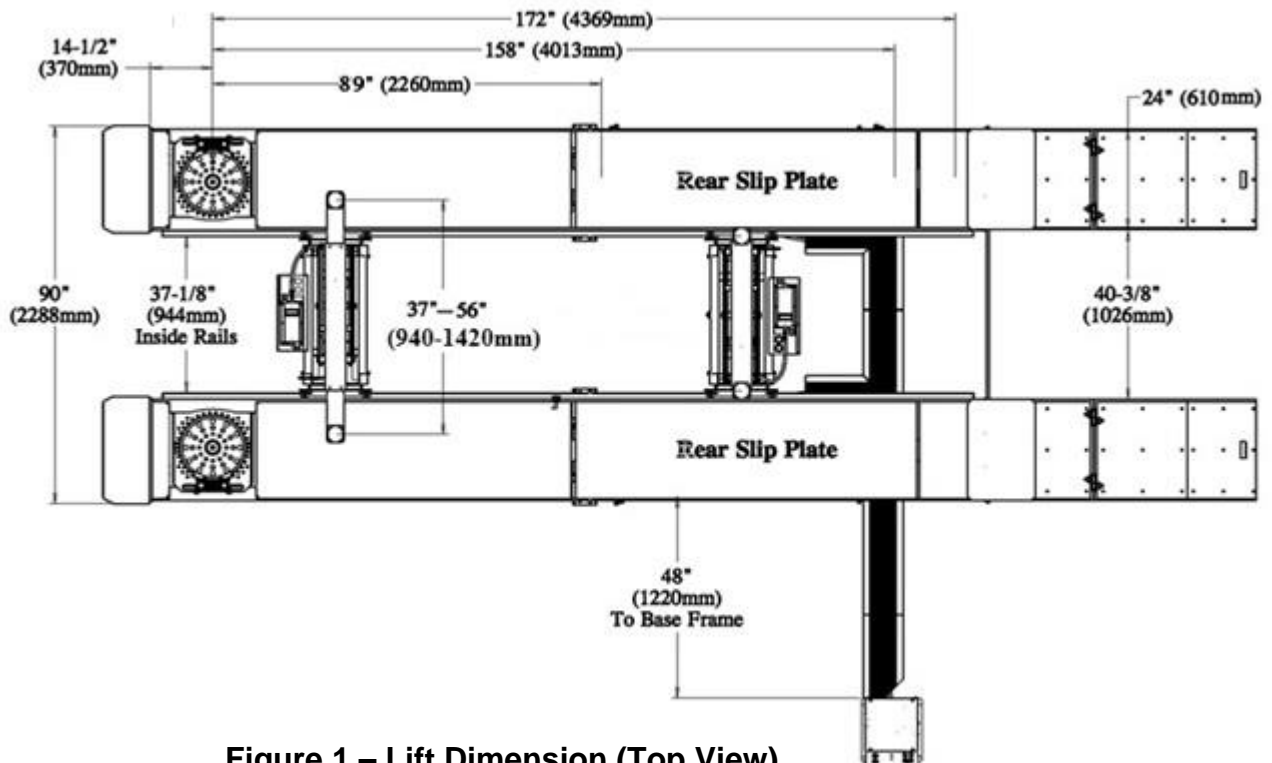 172" (4369mm)
14-1/2"
(370mm)
158" (4013mm)
89" (2260mm)
24" (610mm)
Rear Slip Plate
90"
(2288mm)
37-1/8"
(944mm)
Inside Rails
37"—56"
(940-1420mm)
40-3/8"
(1026mm)
Rear Slip Plate
48"
(1220mm)
To Base Frame
Figure 1 – Lift Dimension (Top View)